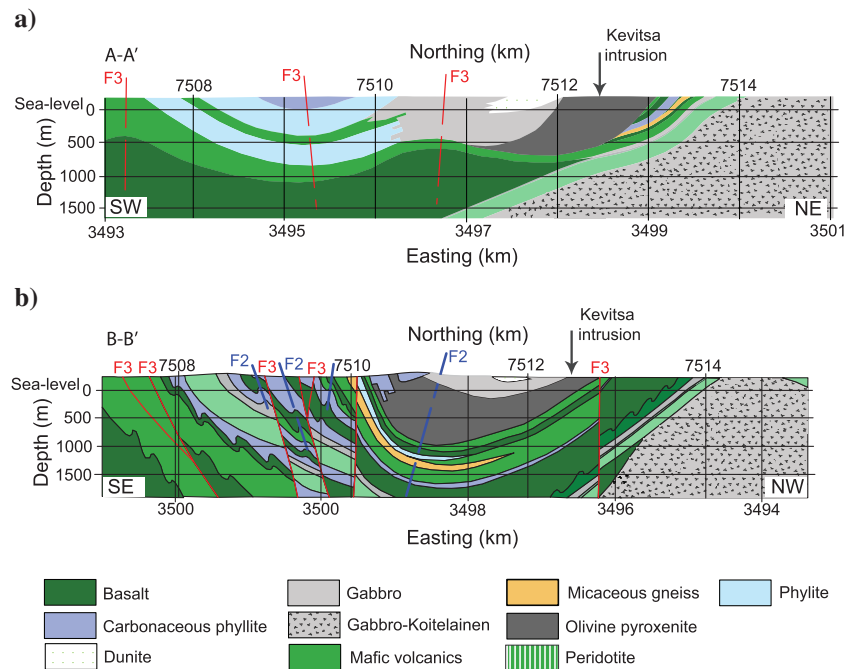 a)
A-A'
Northing (km)
Kevitsa
intrusion
F3
7508
F3
7510
F3
7512
7514
Sea-level
0
500
1000
1500
Depth (m)
SW
NE
3493
3495
3497
3499
3501
Easting (km)
b)
B-B'
Northing (km)
Kevitsa
intrusion
F3 F3 7508 F2 F3 F2 F3 7510 F2 7512 F3 7514
Sea-level
0
500
1000
1500
Depth (m)
SE
NW
3500
3500
3498
3496
3494
Easting (km)
Basalt
Gabbro
Micaceous gneiss
Phylite
Carbonaceous phyllite
Gabbro-Koitelainen
Olivine pyroxenite
Dunite
Mafic volcanics
Peridotite